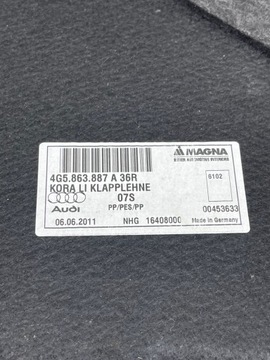 MAGNA
4G5.863.887 A 36R
KORA LI KLAPPLEHNE
6102
07S
Audi
PP/PES/PP
00453633
06.06.2011
NHG 16408000
Made in Germany